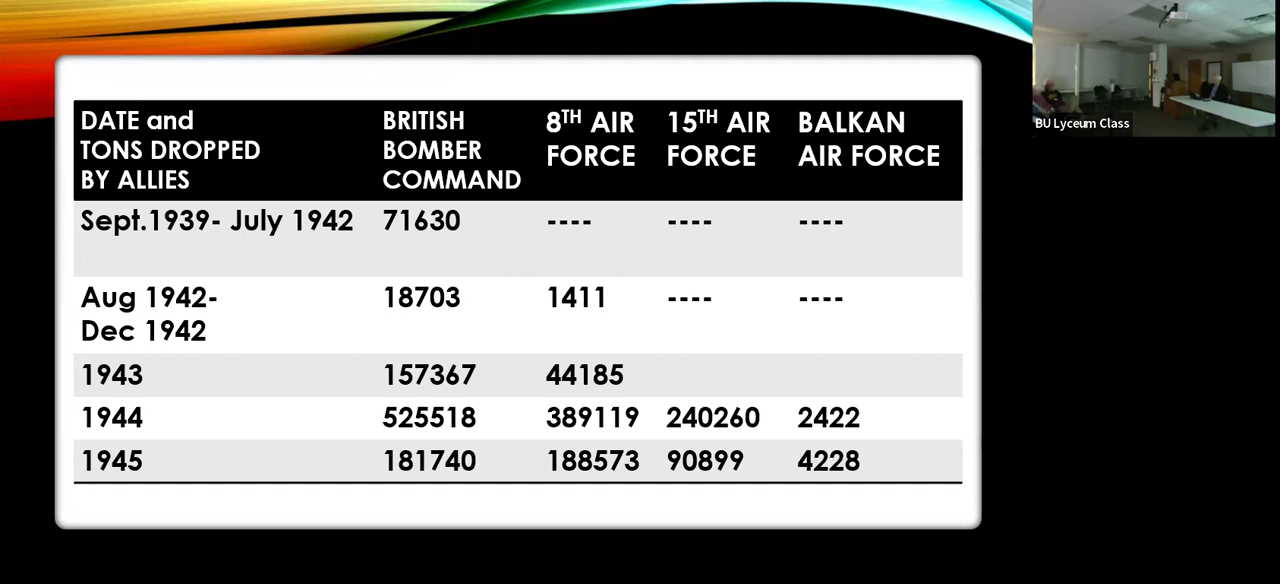 DATE and
TONS DROPPED
BY ALLIES
BRITISH
BOMBER
COMMAND
8TH AIR
FORCE
15TH AIR
FORCE
BALKAN
AIR FORCE
Sept.1939- July 1942 71630 ---- ---- ----
Aug 1942- 18703 1411 ---- ----
Dec 1942
1943 157367 44185
1944 525518 389119 240260 2422
1945 181740 188573 90899 4228
BU Lyceum Class